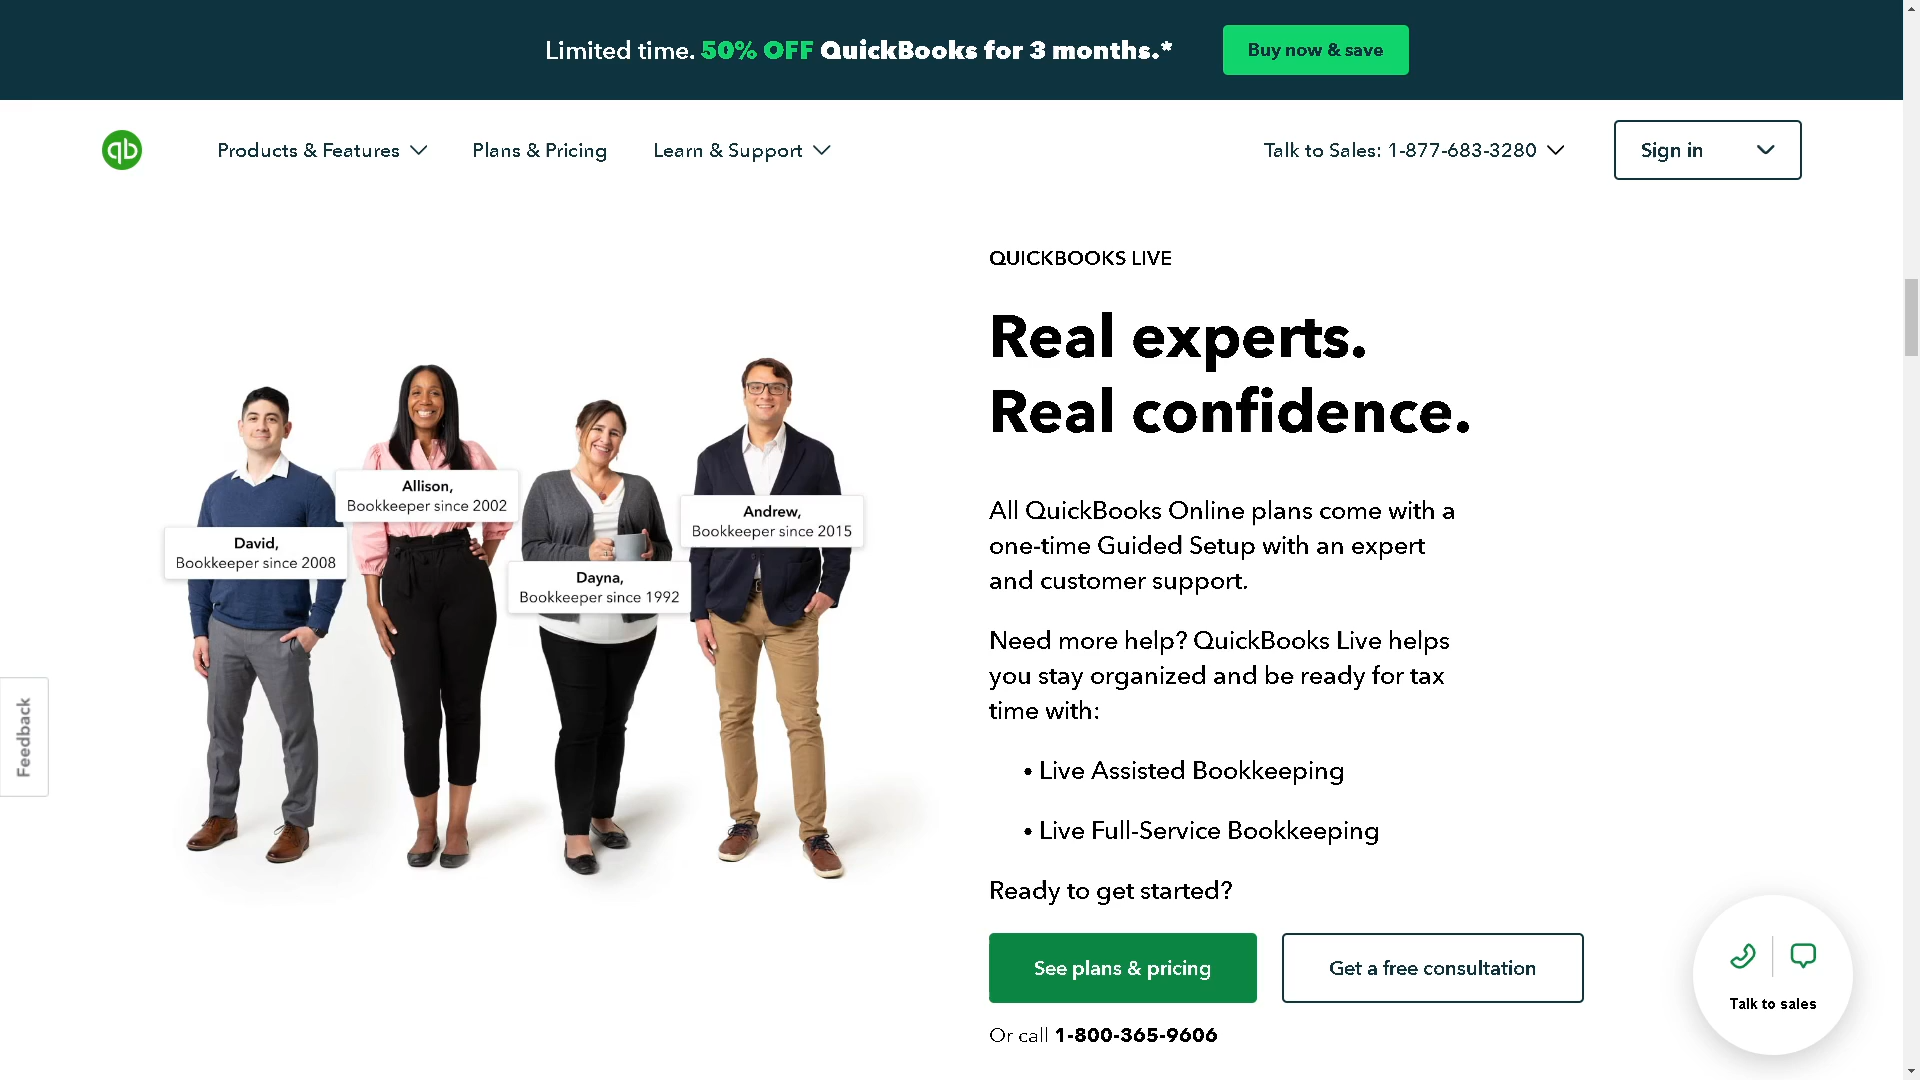 Limited time. 50% OFF QuickBooks for 3 months.*
Buy now & save
qb
Products & Features
Plans & Pricing
Learn & Support
Talk to Sales: 1-877-683-3280
Sign in
QUICKBOOKS LIVE
Real experts.
Real confidence.
Allison,
Bookkeeper since 2002
Andrew,
Bookkeeper since 2015
David,
Bookkeeper since 2008
Dayna,
Bookkeeper since 1992
All QuickBooks Online plans come with a
one-time Guided Setup with an expert
and customer support.
Need more help? QuickBooks Live helps
you stay organized and be ready for tax
time with:
• Live Assisted Bookkeeping
• Live Full-Service Bookkeeping
Ready to get started?
See plans & pricing
Get a free consultation
Or call 1-800-365-9606
Feedback
Talk to sales